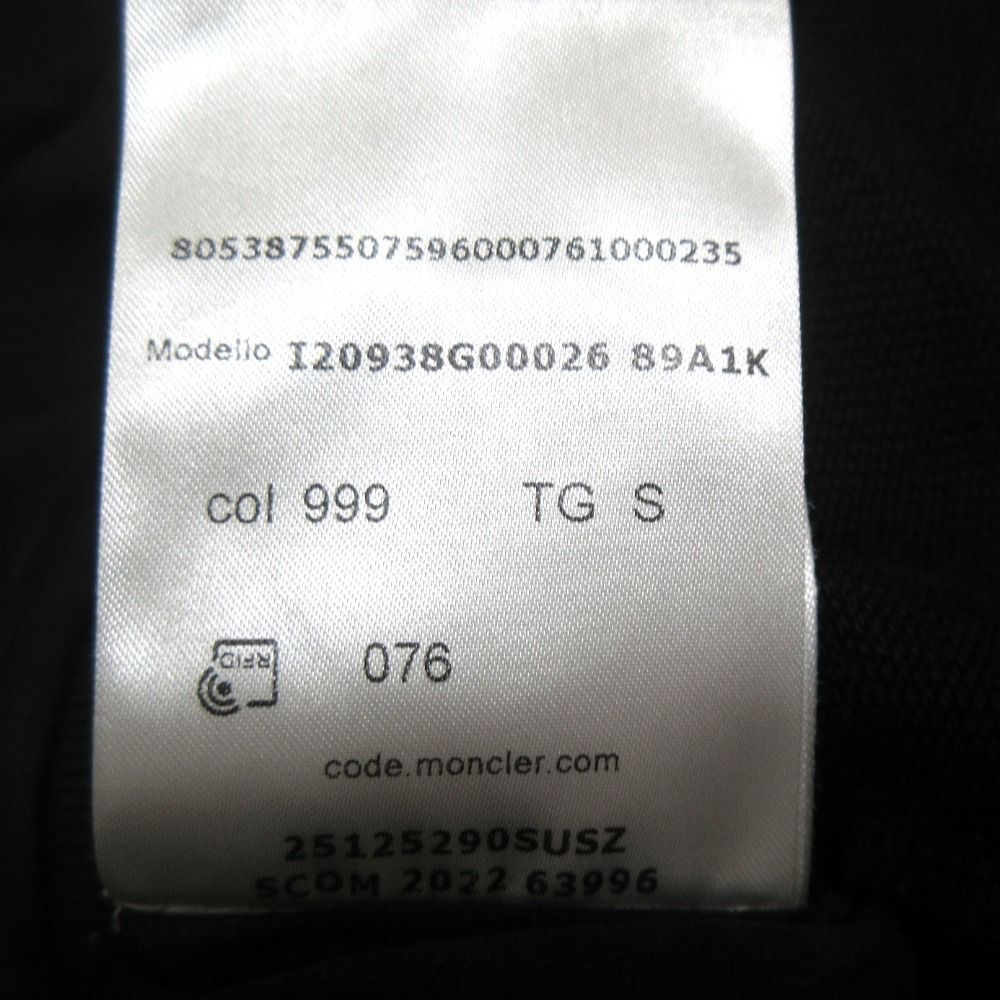 8053875507596000761000235
Modello I20938G00026 89A1K
col 999 TG S
RFID 076
code.moncler.com
25125290SUSZ
SCOM 2022 63996